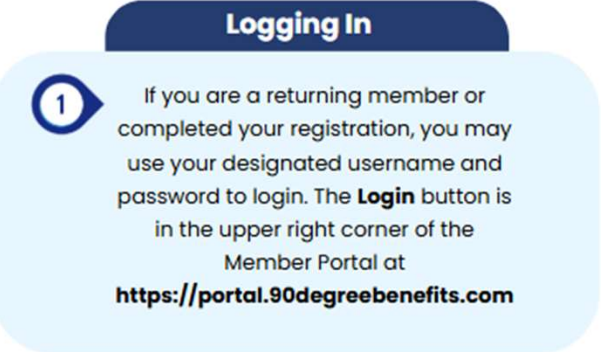 Logging In
1
If you are a returning member or
completed your registration, you may
use your designated username and
password to login. The Login button is
in the upper right corner of the
Member Portal at
https://portal.90degreebenefits.com